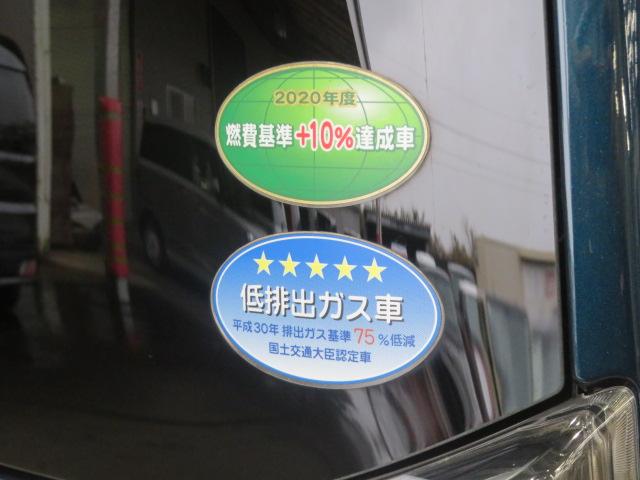 2020年度
燃費基準+10%達成車
低排出ガス車
平成30年 排出ガス基準 75 %低減
国土交通大臣認定車